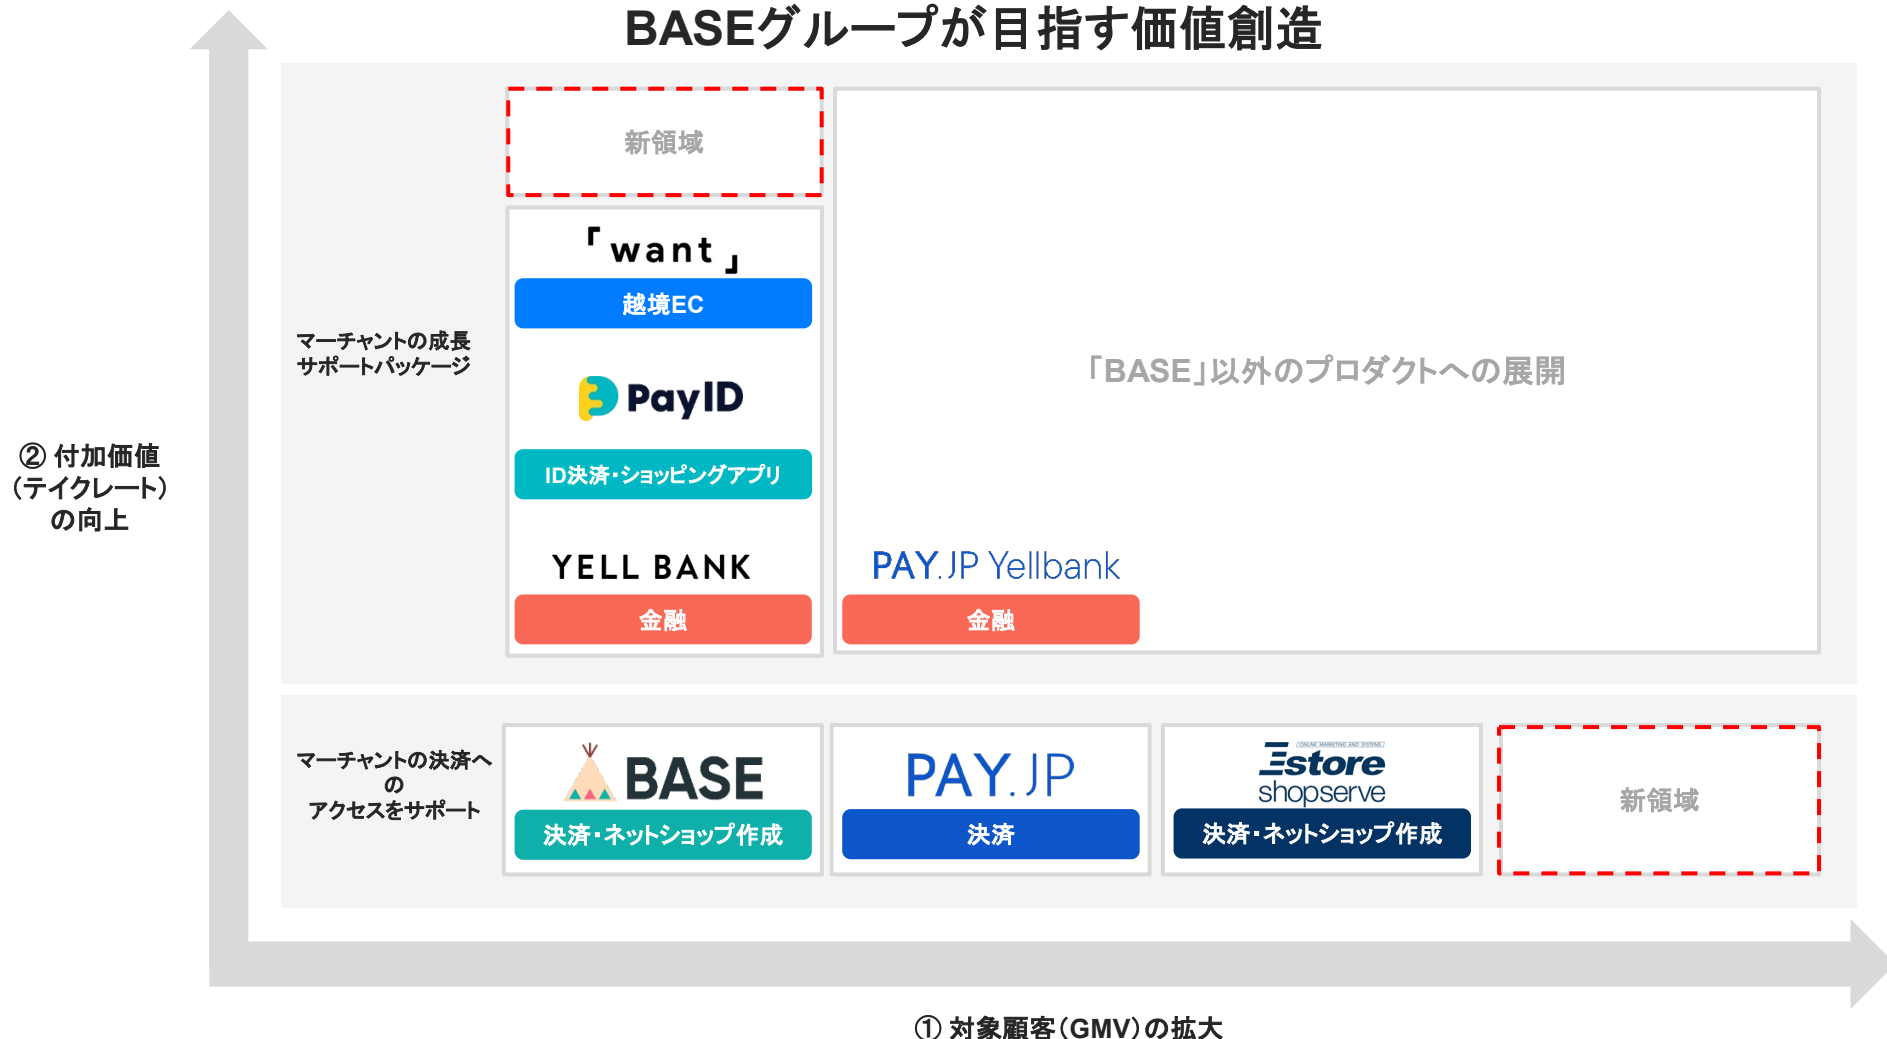 BASEグループが目指す価値創造
新領域
「want」
越境EC
マーチャントの成長
サポートパッケージ
PayID
「BASE」以外のプロダクトへの展開
ID決済・ショッピングアプリ
② 付加価値
（テイクレート）
の向上
YELL BANK
金融
PAY.JP Yellbank
金融
マーチャントの決済へ
の
アクセスをサポート
BASE
決済・ネットショップ作成
PAY.JP
決済
ONLINE MARKETING AND SYSTEMS
Estore
shopserve
決済・ネットショップ作成
新領域
① 対象顧客（GMV）の拡大